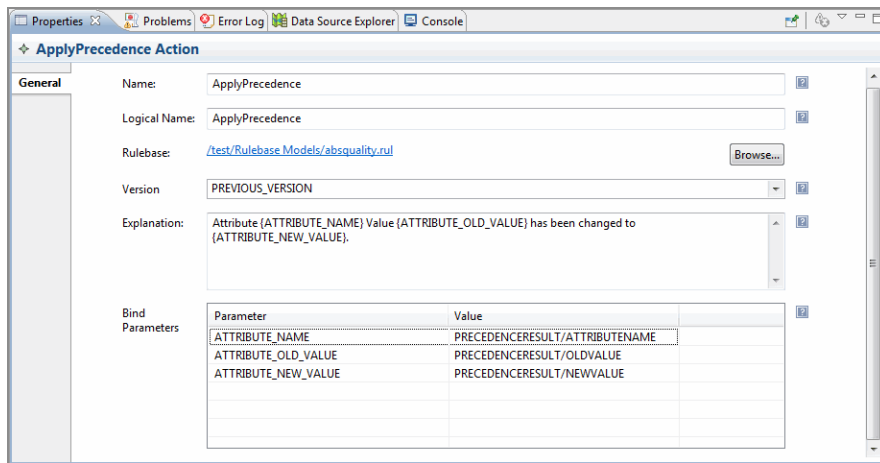 Properties Problems Error Log Data Source Explorer Console
ApplyPrecedence Action
General
Name: ApplyPrecedence
Logical Name: ApplyPrecedence
Rulebase: /test/Rulebase Models/absquality.rul Browse...
Version PREVIOUS_VERSION
Explanation: Attribute {ATTRIBUTE_NAME} Value {ATTRIBUTE_OLD_VALUE} has been changed to
{ATTRIBUTE_NEW_VALUE}.
Bind Parameters
Parameter Value
ATTRIBUTE_NAME PRECEDENCERESULT/ATTRIBUTENAME
ATTRIBUTE_OLD_VALUE PRECEDENCERESULT/OLDVALUE
ATTRIBUTE_NEW_VALUE PRECEDENCERESULT/NEWVALUE